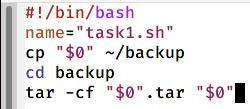 #!/bin/bash
name="task1.sh"
cp "$0" ~/backup
cd backup
tar -cf "$0".tar "$0"